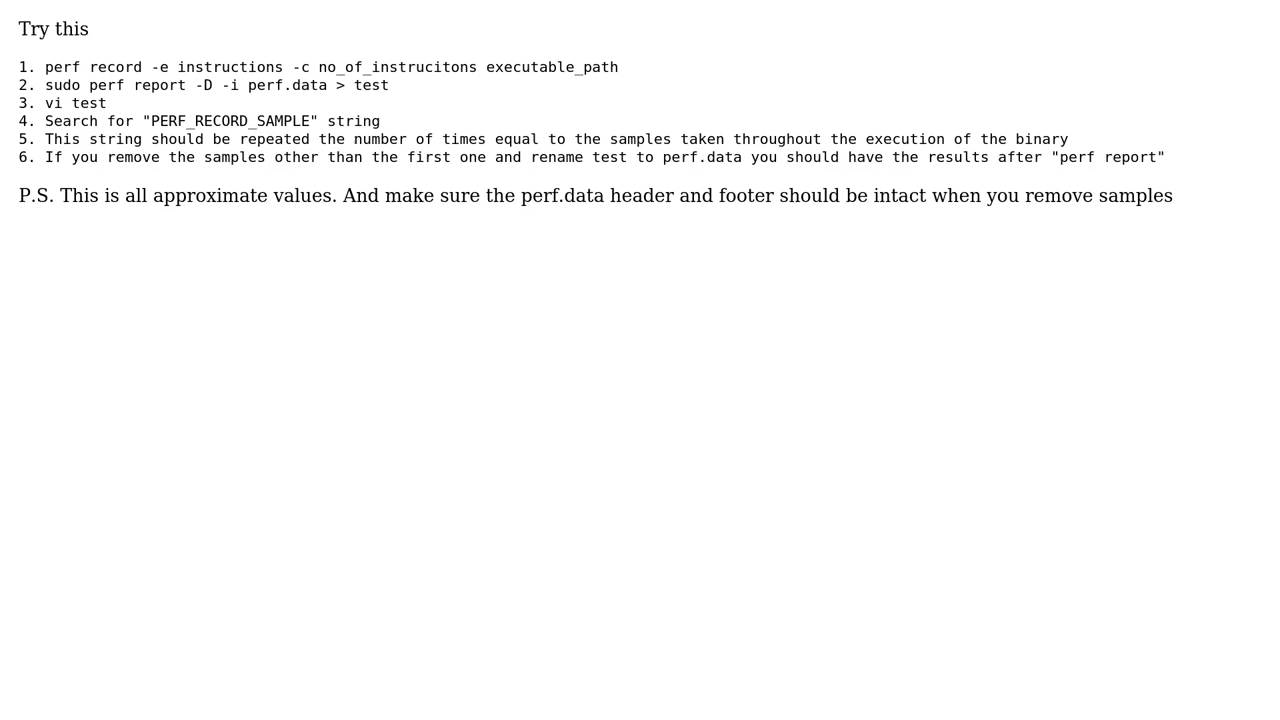 Try this
1. perf record -e instructions -c no_of_instrucitons executable_path
2. sudo perf report -D -i perf.data > test
3. vi test
4. Search for "PERF_RECORD_SAMPLE" string
5. This string should be repeated the number of times equal to the samples taken throughout the execution of the binary
6. If you remove the samples other than the first one and rename test to perf.data you should have the results after "perf report"
P.S. This is all approximate values. And make sure the perf.data header and footer should be intact when you remove samples